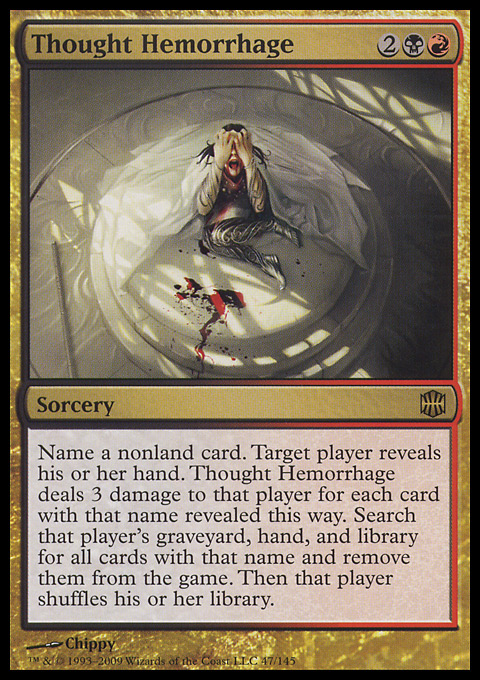 Thought Hemorrhage 2
Sorcery
Name a nonland card. Target player reveals
his or her hand. Thought Hemorrhage
deals 3 damage to that player for each card
with that name revealed this way. Search
that player's graveyard, hand, and library
for all cards with that name and remove
them from the game. Then that player
shuffles his or her library.
Chippy
™ & © 1993–2009 Wizards of the Coast LLC 47/145